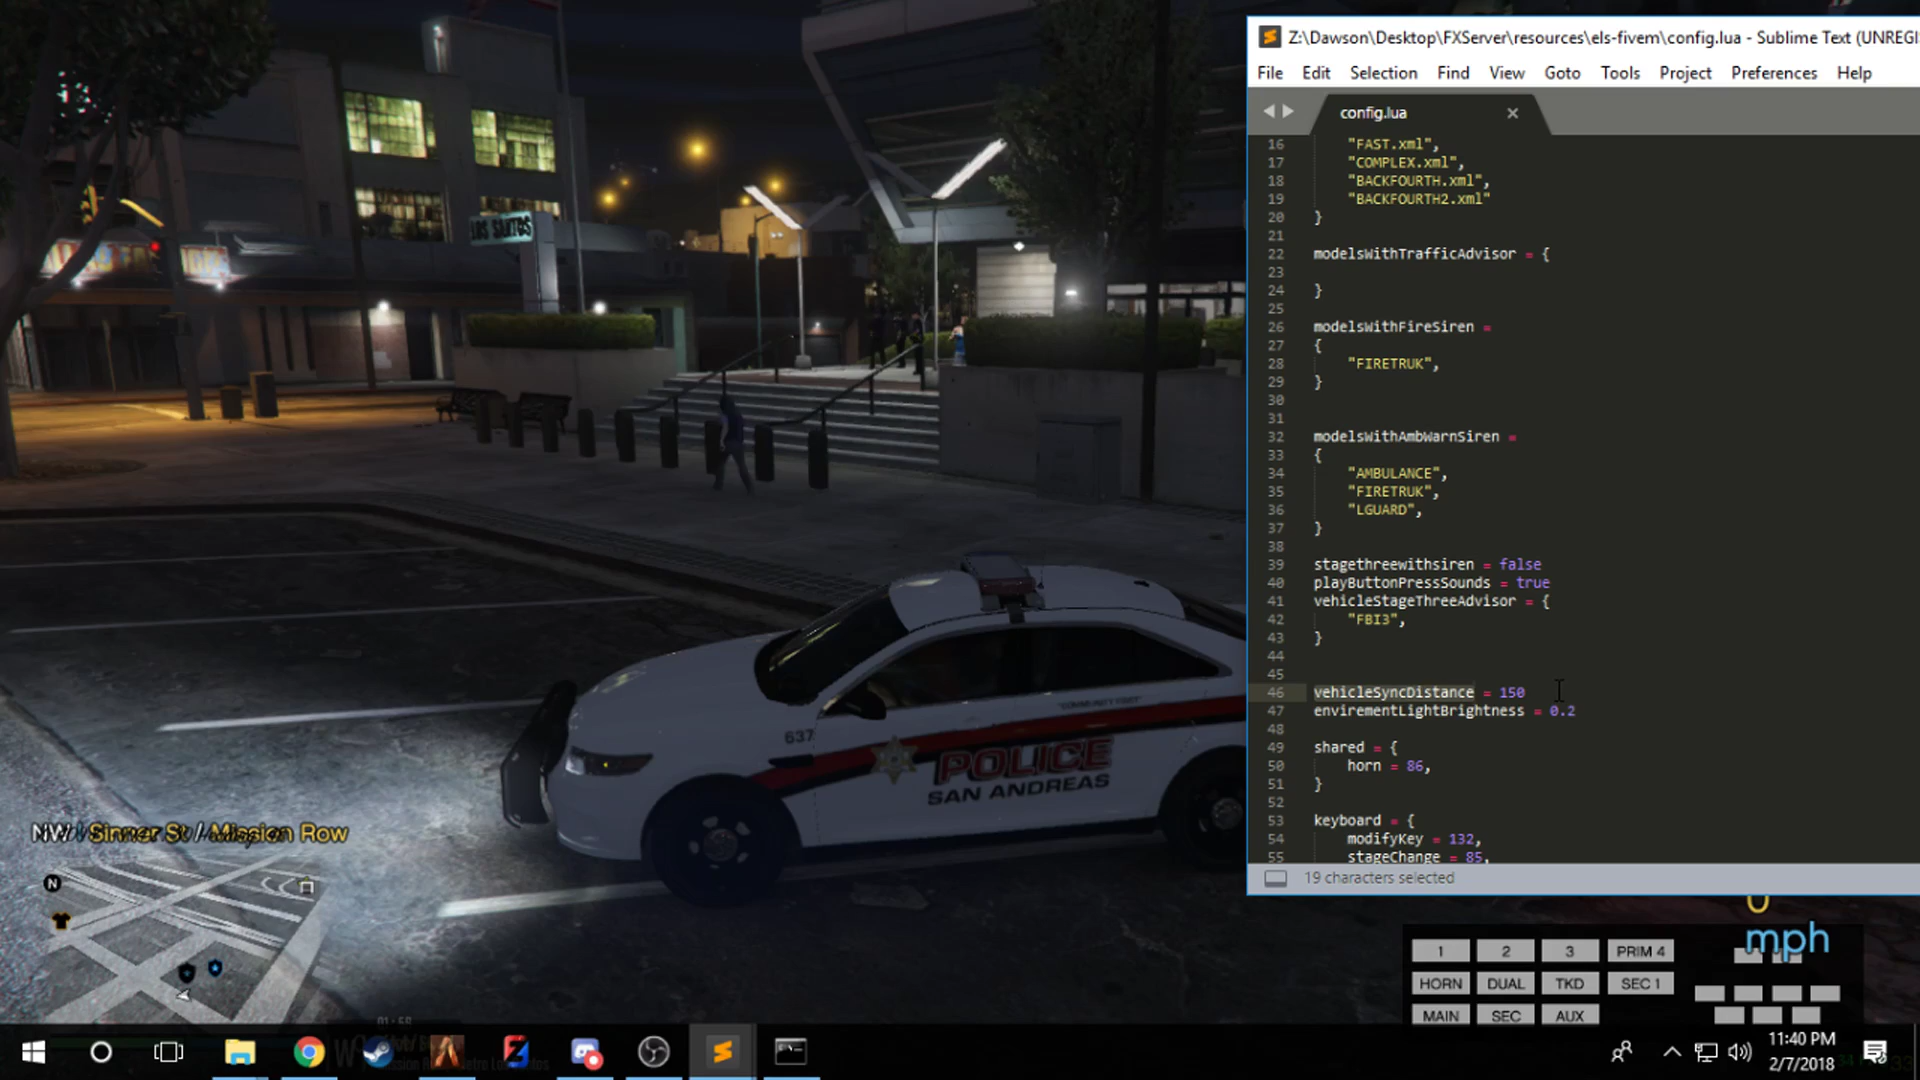 Z:\Dawson\Desktop\FXServer\resources\els-fivem\config.lua - Sublime Text (UNREGI
File Edit Selection Find View Goto Tools Project Preferences Help
config.lua
16 "FAST.xml",
17 "COMPLEX.xml",
18 "BACKFOURTH.xml",
19 "BACKFOURTH2.xml"
20 }
21
22 modelsWithTrafficAdvisor = {
23
24 }
25
26 modelsWithFireSiren =
27 {
28 "FIRETRUK",
29 }
30
31
32 modelsWithAmbWarnSiren =
33 {
34 "AMBULANCE",
35 "FIRETRUK",
36 "LGUARD",
37 }
38
39 stagethreewithsiren = false
40 playButtonPressSounds = true
41 vehicleStageThreeAdvisor = {
42 "FBI3",
43 }
44
45
46 vehicleSyncDistance = 150
47 envirementLightBrightness = 0.2
48
49 shared = {
50 horn = 86,
51 }
52
53 keyboard = {
54 modifyKey = 132,
55 stageChange = 85,
19 characters selected
LOS SANTOS
637
POLICE
SAN ANDREAS
NW Sinner St / Mission Row
N
0
mph
1 2 3 PRIM 4
HORN DUAL TKD SEC 1
MAIN SEC AUX
11:40 PM
2/7/2018